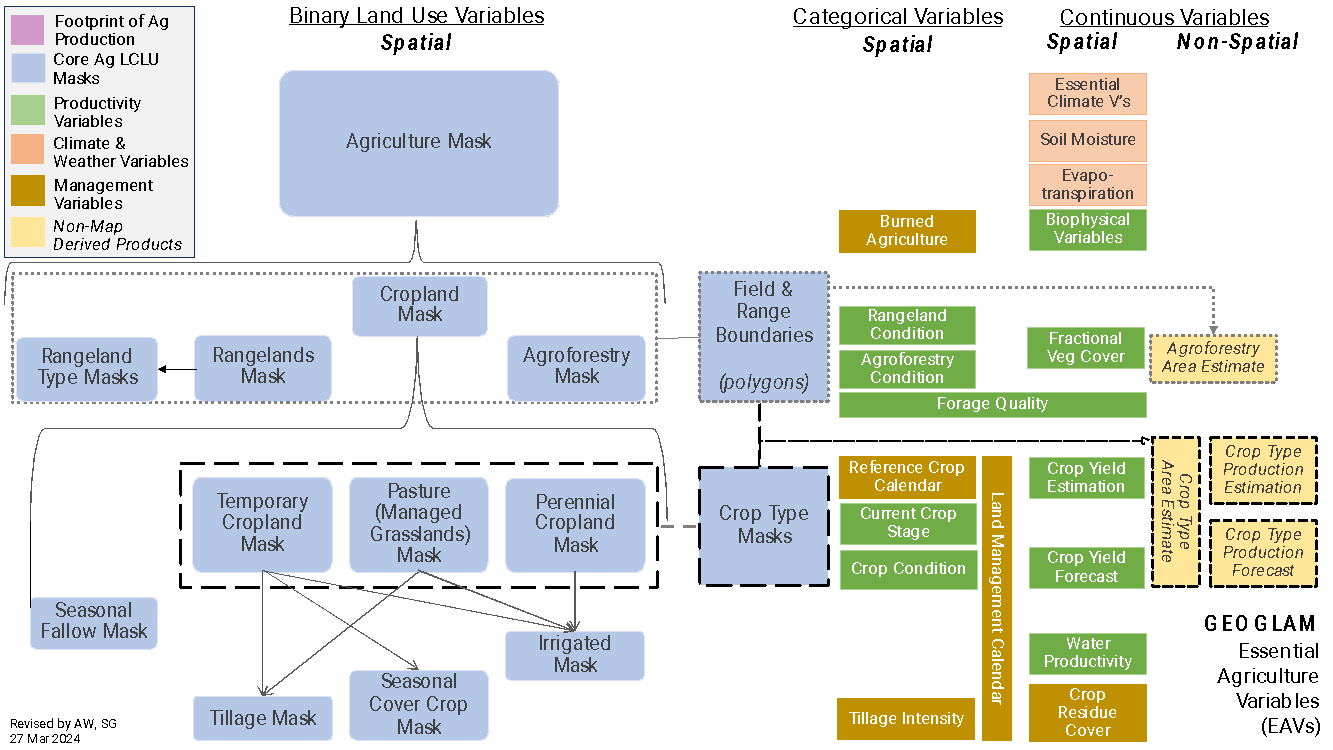 Footprint of Ag
Production
Core Ag LCLU
Masks
Productivity
Variables
Climate &
Weather Variables
Management
Variables
Non-Map
Derived Products
Binary Land Use Variables
Spatial
Categorical Variables
Spatial
Continuous Variables
Spatial
Non-Spatial
Agriculture Mask
Essential
Climate V's
Soil Moisture
Evapo-
transpiration
Burned
Agriculture
Biophysical
Variables
Cropland
Mask
Rangeland
Type Masks
Rangelands
Mask
Agroforestry
Mask
Field &
Range
Boundaries
(polygons)
Rangeland
Condition
Agroforestry
Condition
Fractional
Veg Cover
Agroforestry
Area Estimate
Forage Quality
Temporary
Cropland
Mask
Pasture
(Managed
Grasslands)
Mask
Perennial
Cropland
Mask
Crop Type
Masks
Reference Crop
Calendar
Current Crop
Stage
Crop Condition
Land Management Calendar
Crop Yield
Estimation
Crop Yield
Forecast
Crop Type
Area Estimate
Crop Type
Production
Estimation
Crop Type
Production
Forecast
Seasonal
Fallow Mask
Irrigated
Mask
Tillage Mask
Seasonal
Cover Crop
Mask
Tillage Intensity
Water
Productivity
Crop
Residue
Cover
GEOGLAM
Essential
Agriculture
Variables
(EAVs)
Revised by AW, SG
27 Mar 2024